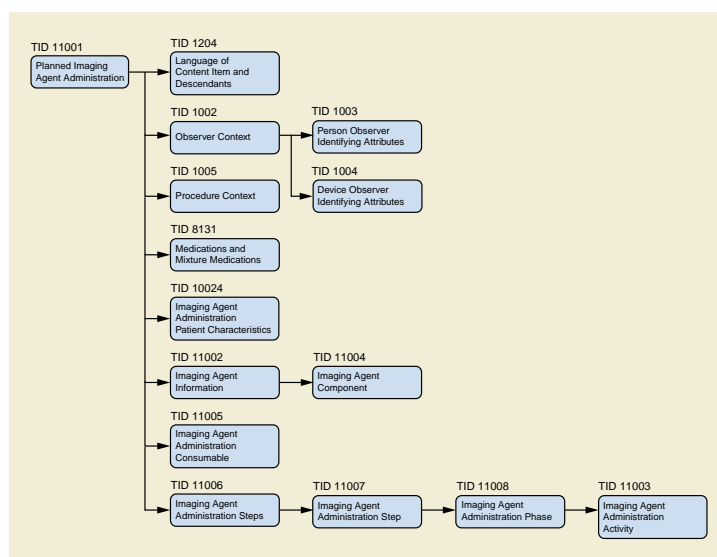 TID 11001
Planned Imaging
Agent Administration
TID 1204
Language of
Content Item and
Descendants
TID 1002
Observer Context
TID 1003
Person Observer
Identifying Attributes
TID 1005
Procedure Context
TID 1004
Device Observer
Identifying Attributes
TID 8131
Medications and
Mixture Medications
TID 10024
Imaging Agent
Administration
Patient Characteristics
TID 11002
Imaging Agent
Information
TID 11004
Imaging Agent
Component
TID 11005
Imaging Agent
Administration
Consumable
TID 11006
Imaging Agent
Administration Steps
TID 11007
Imaging Agent
Administration Step
TID 11008
Imaging Agent
Administration Phase
TID 11003
Imaging Agent
Administration
Activity